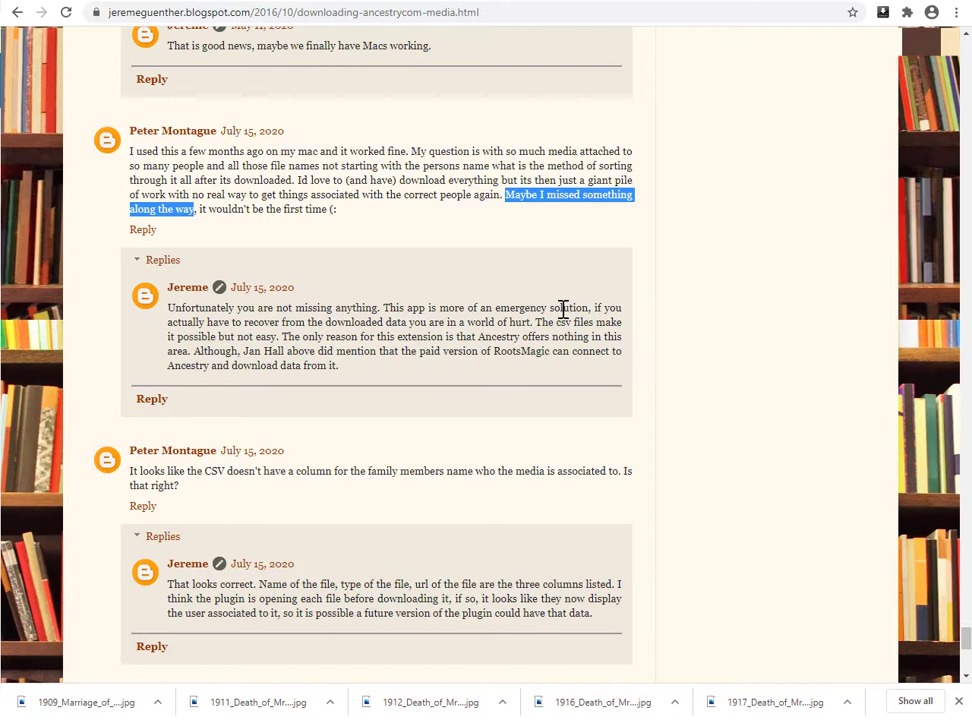 jeremeguenther.blogspot.com/2016/10/downloading-ancestrycom-media.html
Jereme May 11, 2020
That is good news, maybe we finally have Macs working.
Reply
Peter Montague July 15, 2020
I used this a few months ago on my mac and it worked fine. My question is with so much media attached to
so many people and all those file names not starting with the persons name what is the method of sorting
through it all after its downloaded. Id love to (and have) download everything but its then just a giant pile
of work with no real way to get things associated with the correct people again. Maybe I missed something
along the way, it wouldn't be the first time (:
Reply
Replies
Jereme July 15, 2020
Unfortunately you are not missing anything. This app is more of an emergency solution, if you
actually have to recover from the downloaded data you are in a world of hurt. The csv files make
it possible but not easy. The only reason for this extension is that Ancestry offers nothing in this
area. Although, Jan Hall above did mention that the paid version of RootsMagic can connect to
Ancestry and download data from it.
Reply
Peter Montague July 15, 2020
It looks like the CSV doesn't have a column for the family members name who the media is associated to. Is
that right?
Reply
Replies
Jereme July 15, 2020
That looks correct. Name of the file, type of the file, url of the file are the three columns listed. I
think the plugin is opening each file before downloading it, if so, it looks like they now display
the user associated to it, so it is possible a future version of the plugin could have that data.
Reply
1909_Marriage_of_....jpg
1911_Death_of_Mr....jpg
1912_Death_of_Mr....jpg
1916_Death_of_Mr....jpg
1917_Death_of_Mr....jpg
Show all